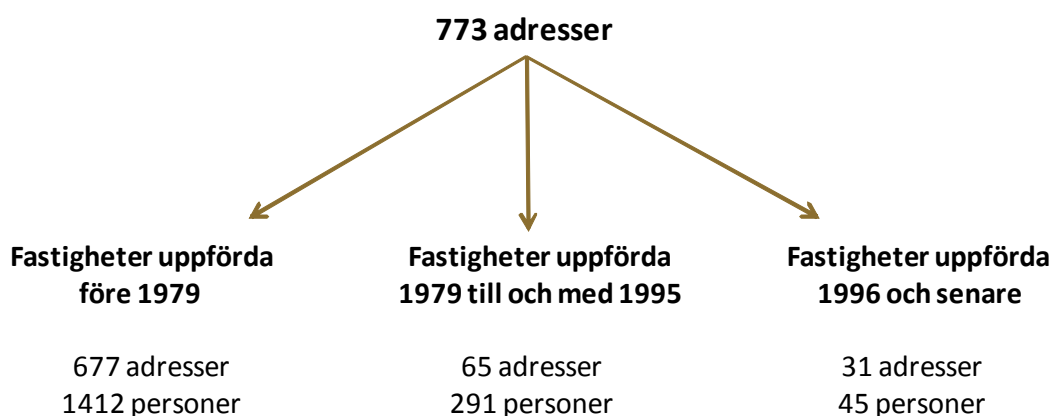 773 adresser
Fastigheter uppförda
före 1979
677 adresser
1412 personer
Fastigheter uppförda
1979 till och med 1995
65 adresser
291 personer
Fastigheter uppförda
1996 och senare
31 adresser
45 personer